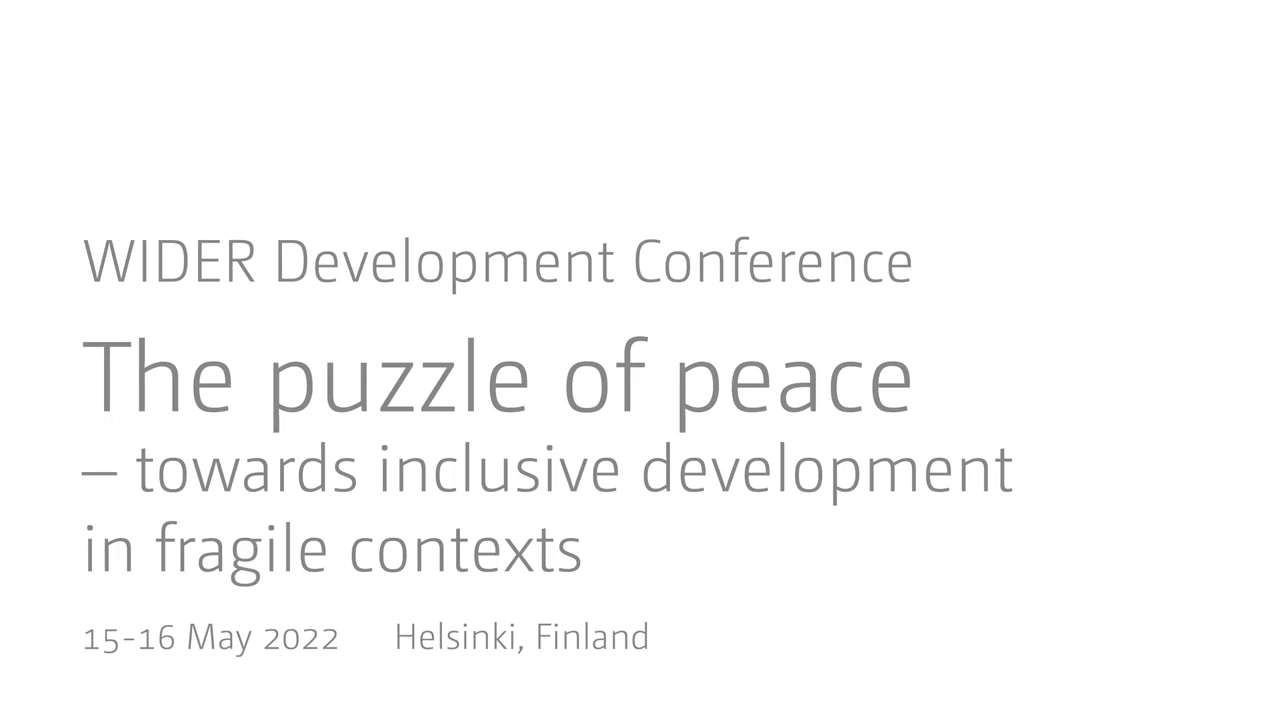 WIDER Development Conference
The puzzle of peace
– towards inclusive development
in fragile contexts
15-16 May 2022 Helsinki, Finland